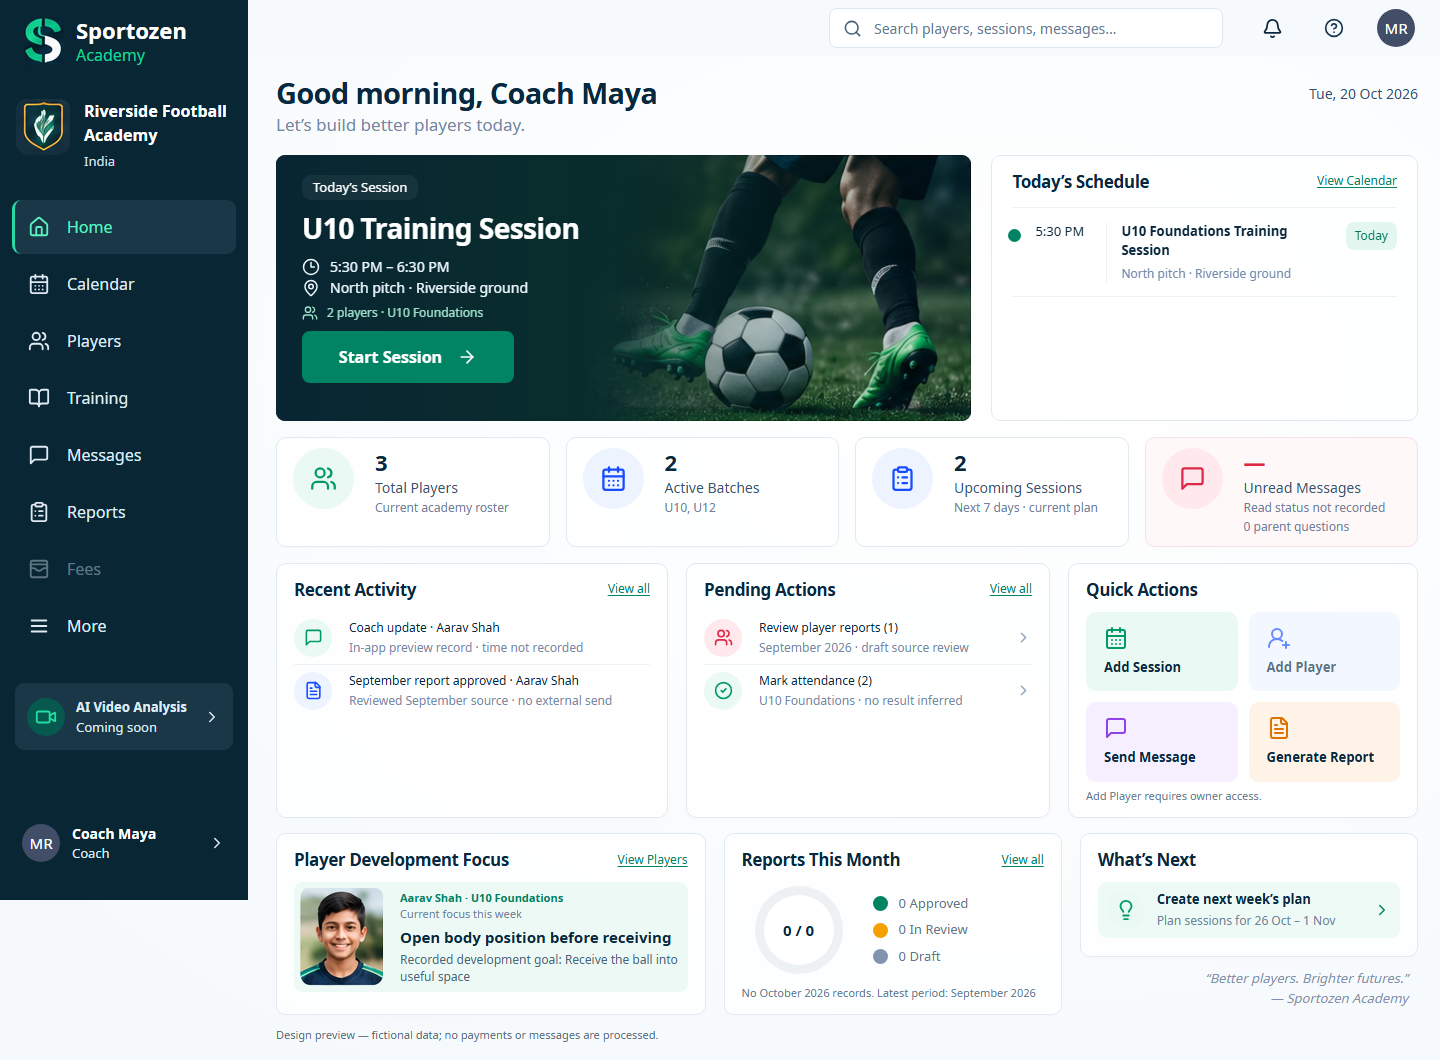 Sportozen
Academy
Riverside Football
Academy
India
Home
Calendar
Players
Training
Messages
Reports
Fees
More
AI Video Analysis
Coming soon
MR
Coach Maya
Coach
Search players, sessions, messages...
MR
Good morning, Coach Maya
Let’s build better players today.
Tue, 20 Oct 2026
Today’s Session
U10 Training Session
5:30 PM – 6:30 PM
North pitch · Riverside ground
2 players · U10 Foundations
Start Session
Today’s Schedule
View Calendar
5:30 PM
U10 Foundations Training
Session
North pitch · Riverside ground
Today
3
Total Players
Current academy roster
2
Active Batches
U10, U12
2
Upcoming Sessions
Next 7 days · current plan
—
Unread Messages
Read status not recorded
0 parent questions
Recent Activity
View all
Coach update · Aarav Shah
In-app preview record · time not recorded
September report approved · Aarav Shah
Reviewed September source · no external send
Pending Actions
View all
Review player reports (1)
September 2026 · draft source review
Mark attendance (2)
U10 Foundations · no result inferred
Quick Actions
Add Session
Add Player
Send Message
Generate Report
Add Player requires owner access.
Player Development Focus
View Players
Aarav Shah · U10 Foundations
Current focus this week
Open body position before receiving
Recorded development goal: Receive the ball into
useful space
Reports This Month
View all
0 / 0
0 Approved
0 In Review
0 Draft
No October 2026 records. Latest period: September 2026
What’s Next
Create next week’s plan
Plan sessions for 26 Oct – 1 Nov
“Better players. Brighter futures.”
— Sportozen Academy
Design preview — fictional data; no payments or messages are processed.